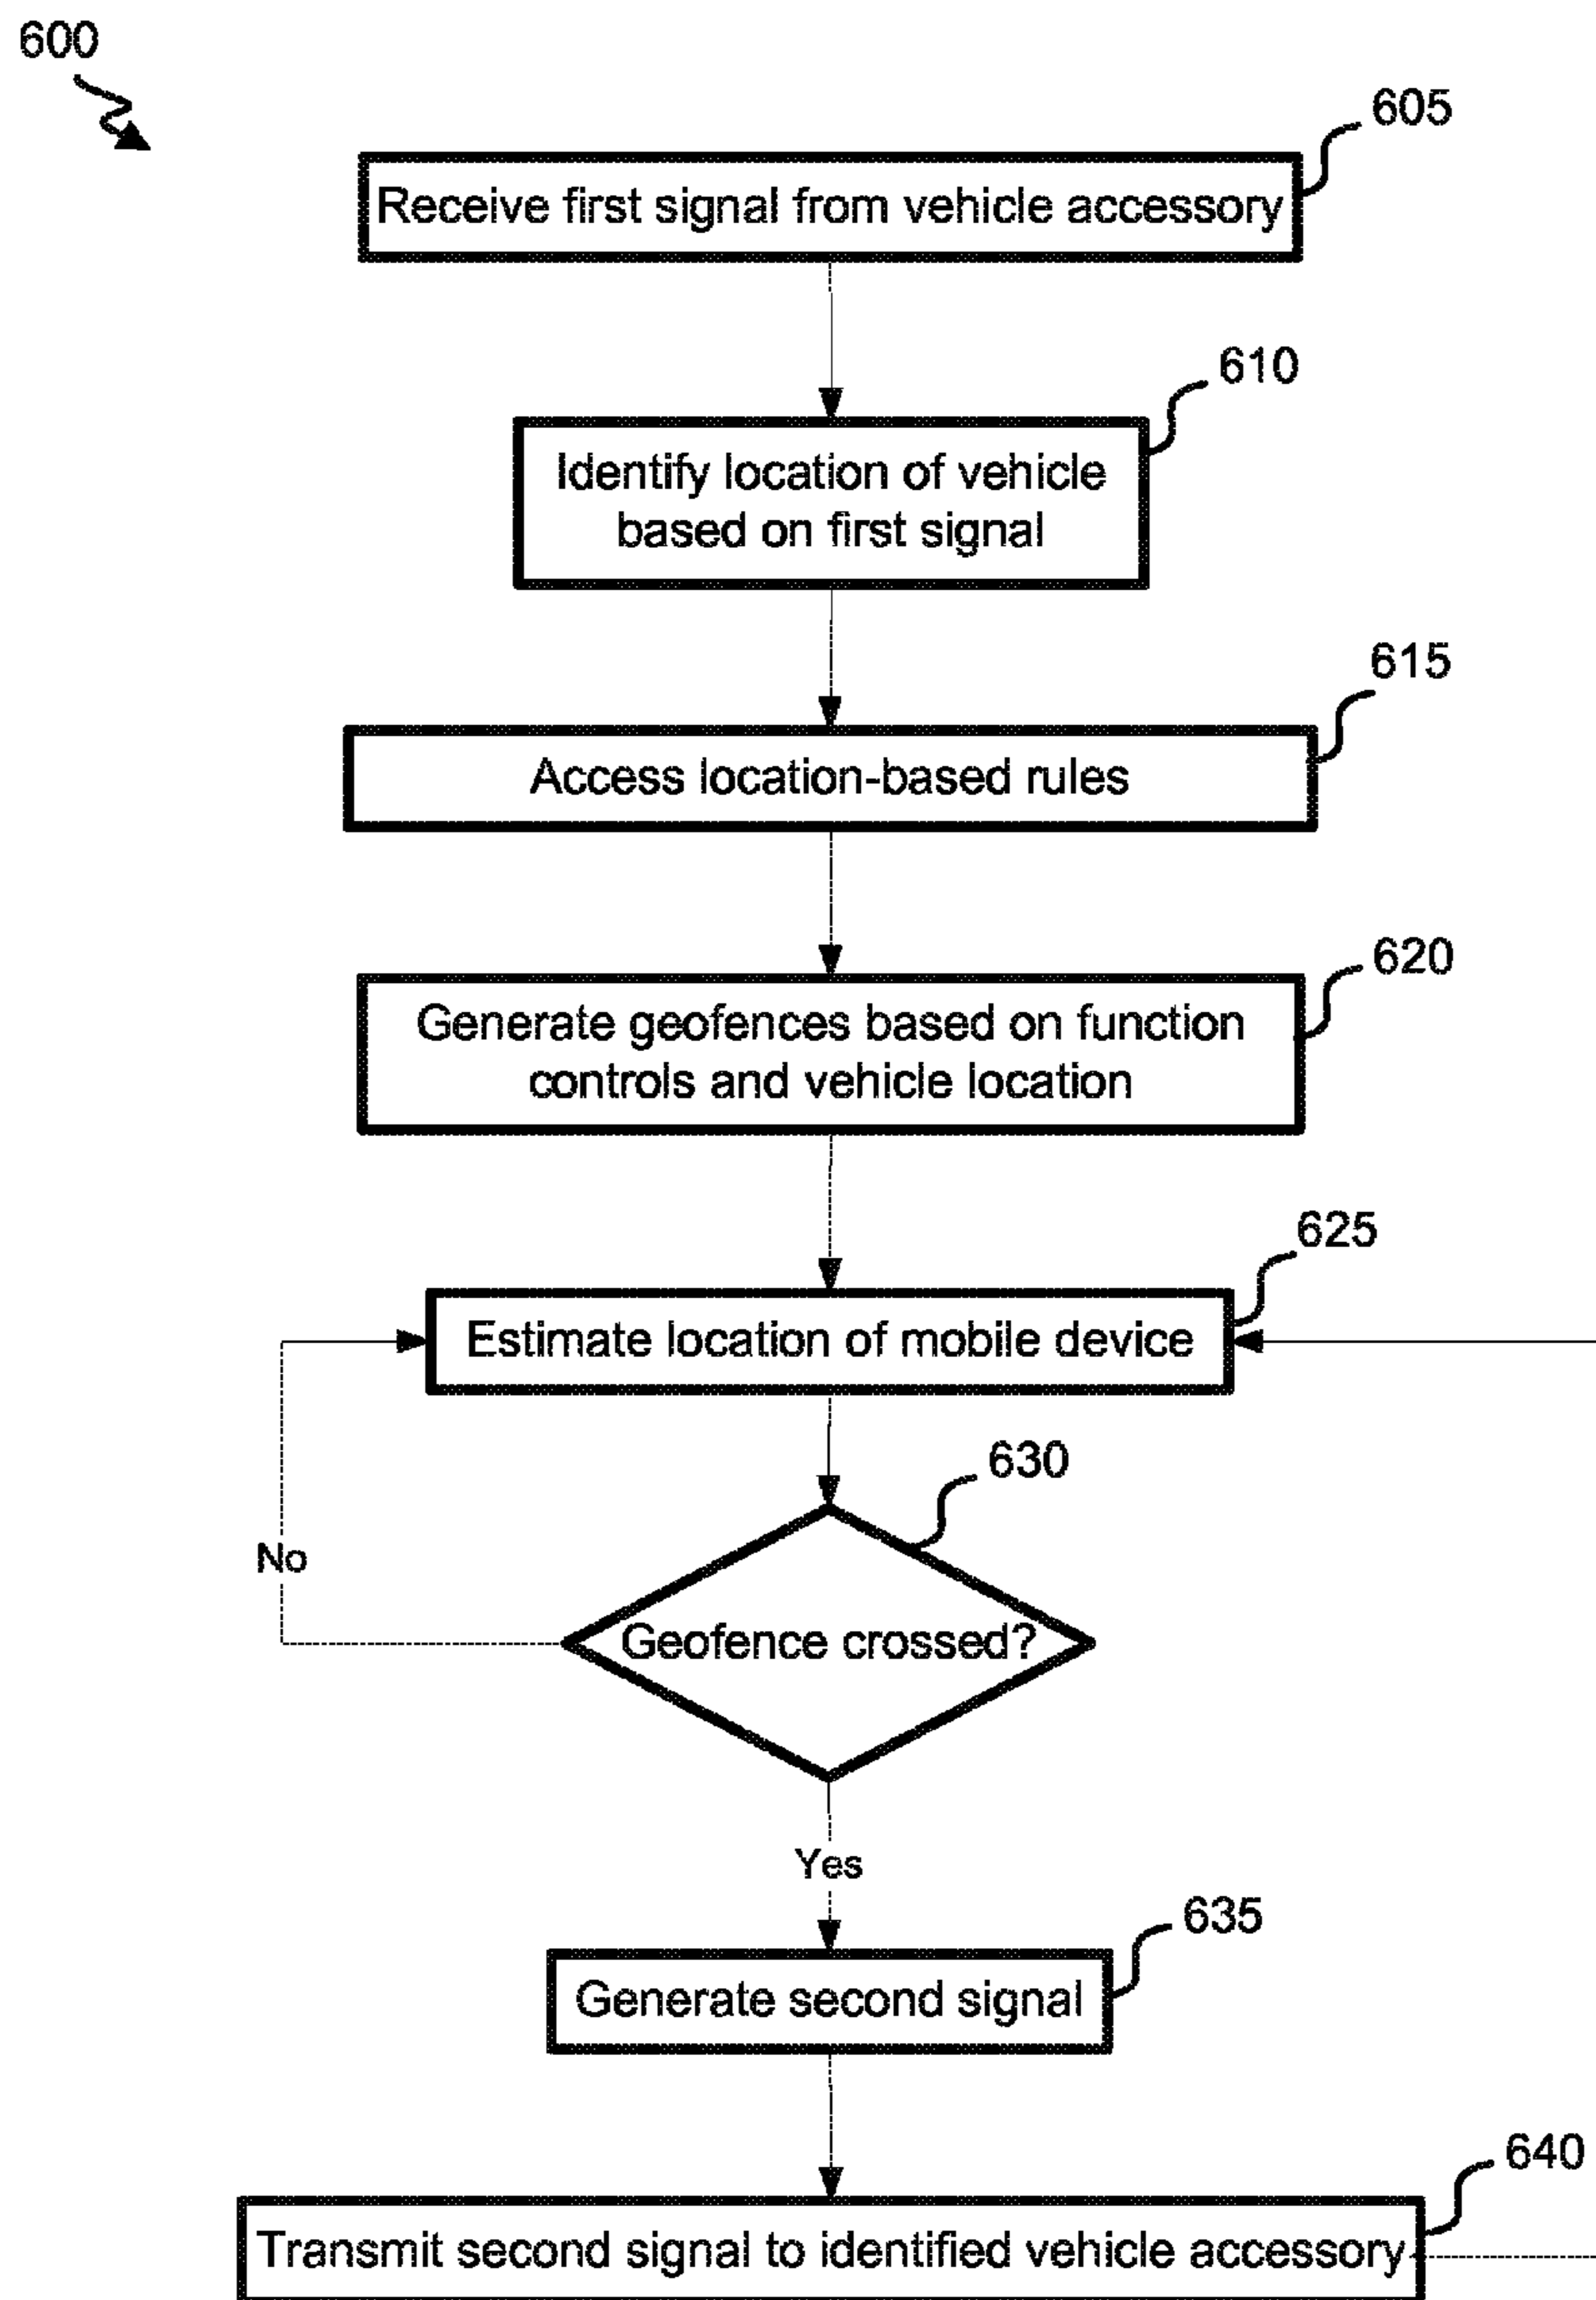 600
605
Receive first signal from vehicle accessory
610
Identify location of vehicle
based on first signal
615
Access location-based rules
620
Generate geofences based on function
controls and vehicle location
625
Estimate location of mobile device
630
No
Geofence crossed?
Yes
635
Generate second signal
640
Transmit second signal to identified vehicle accessory